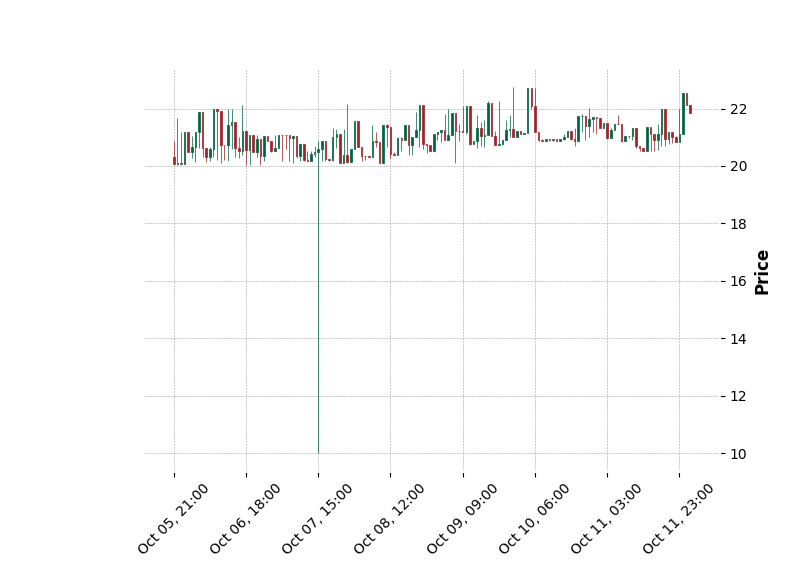 22
20
18
16
14
12
10
Price
Oct 05, 21:00
Oct 06, 18:00
Oct 07, 15:00
Oct 08, 12:00
Oct 09, 09:00
Oct 10, 06:00
Oct 11, 03:00
Oct 11, 23:00